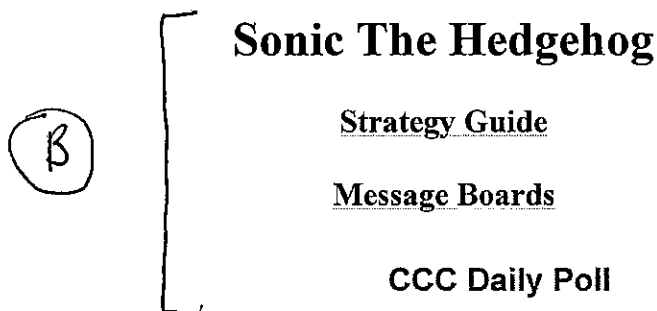 Sonic The Hedgehog
Strategy Guide
B
Message Boards
CCC Daily Poll